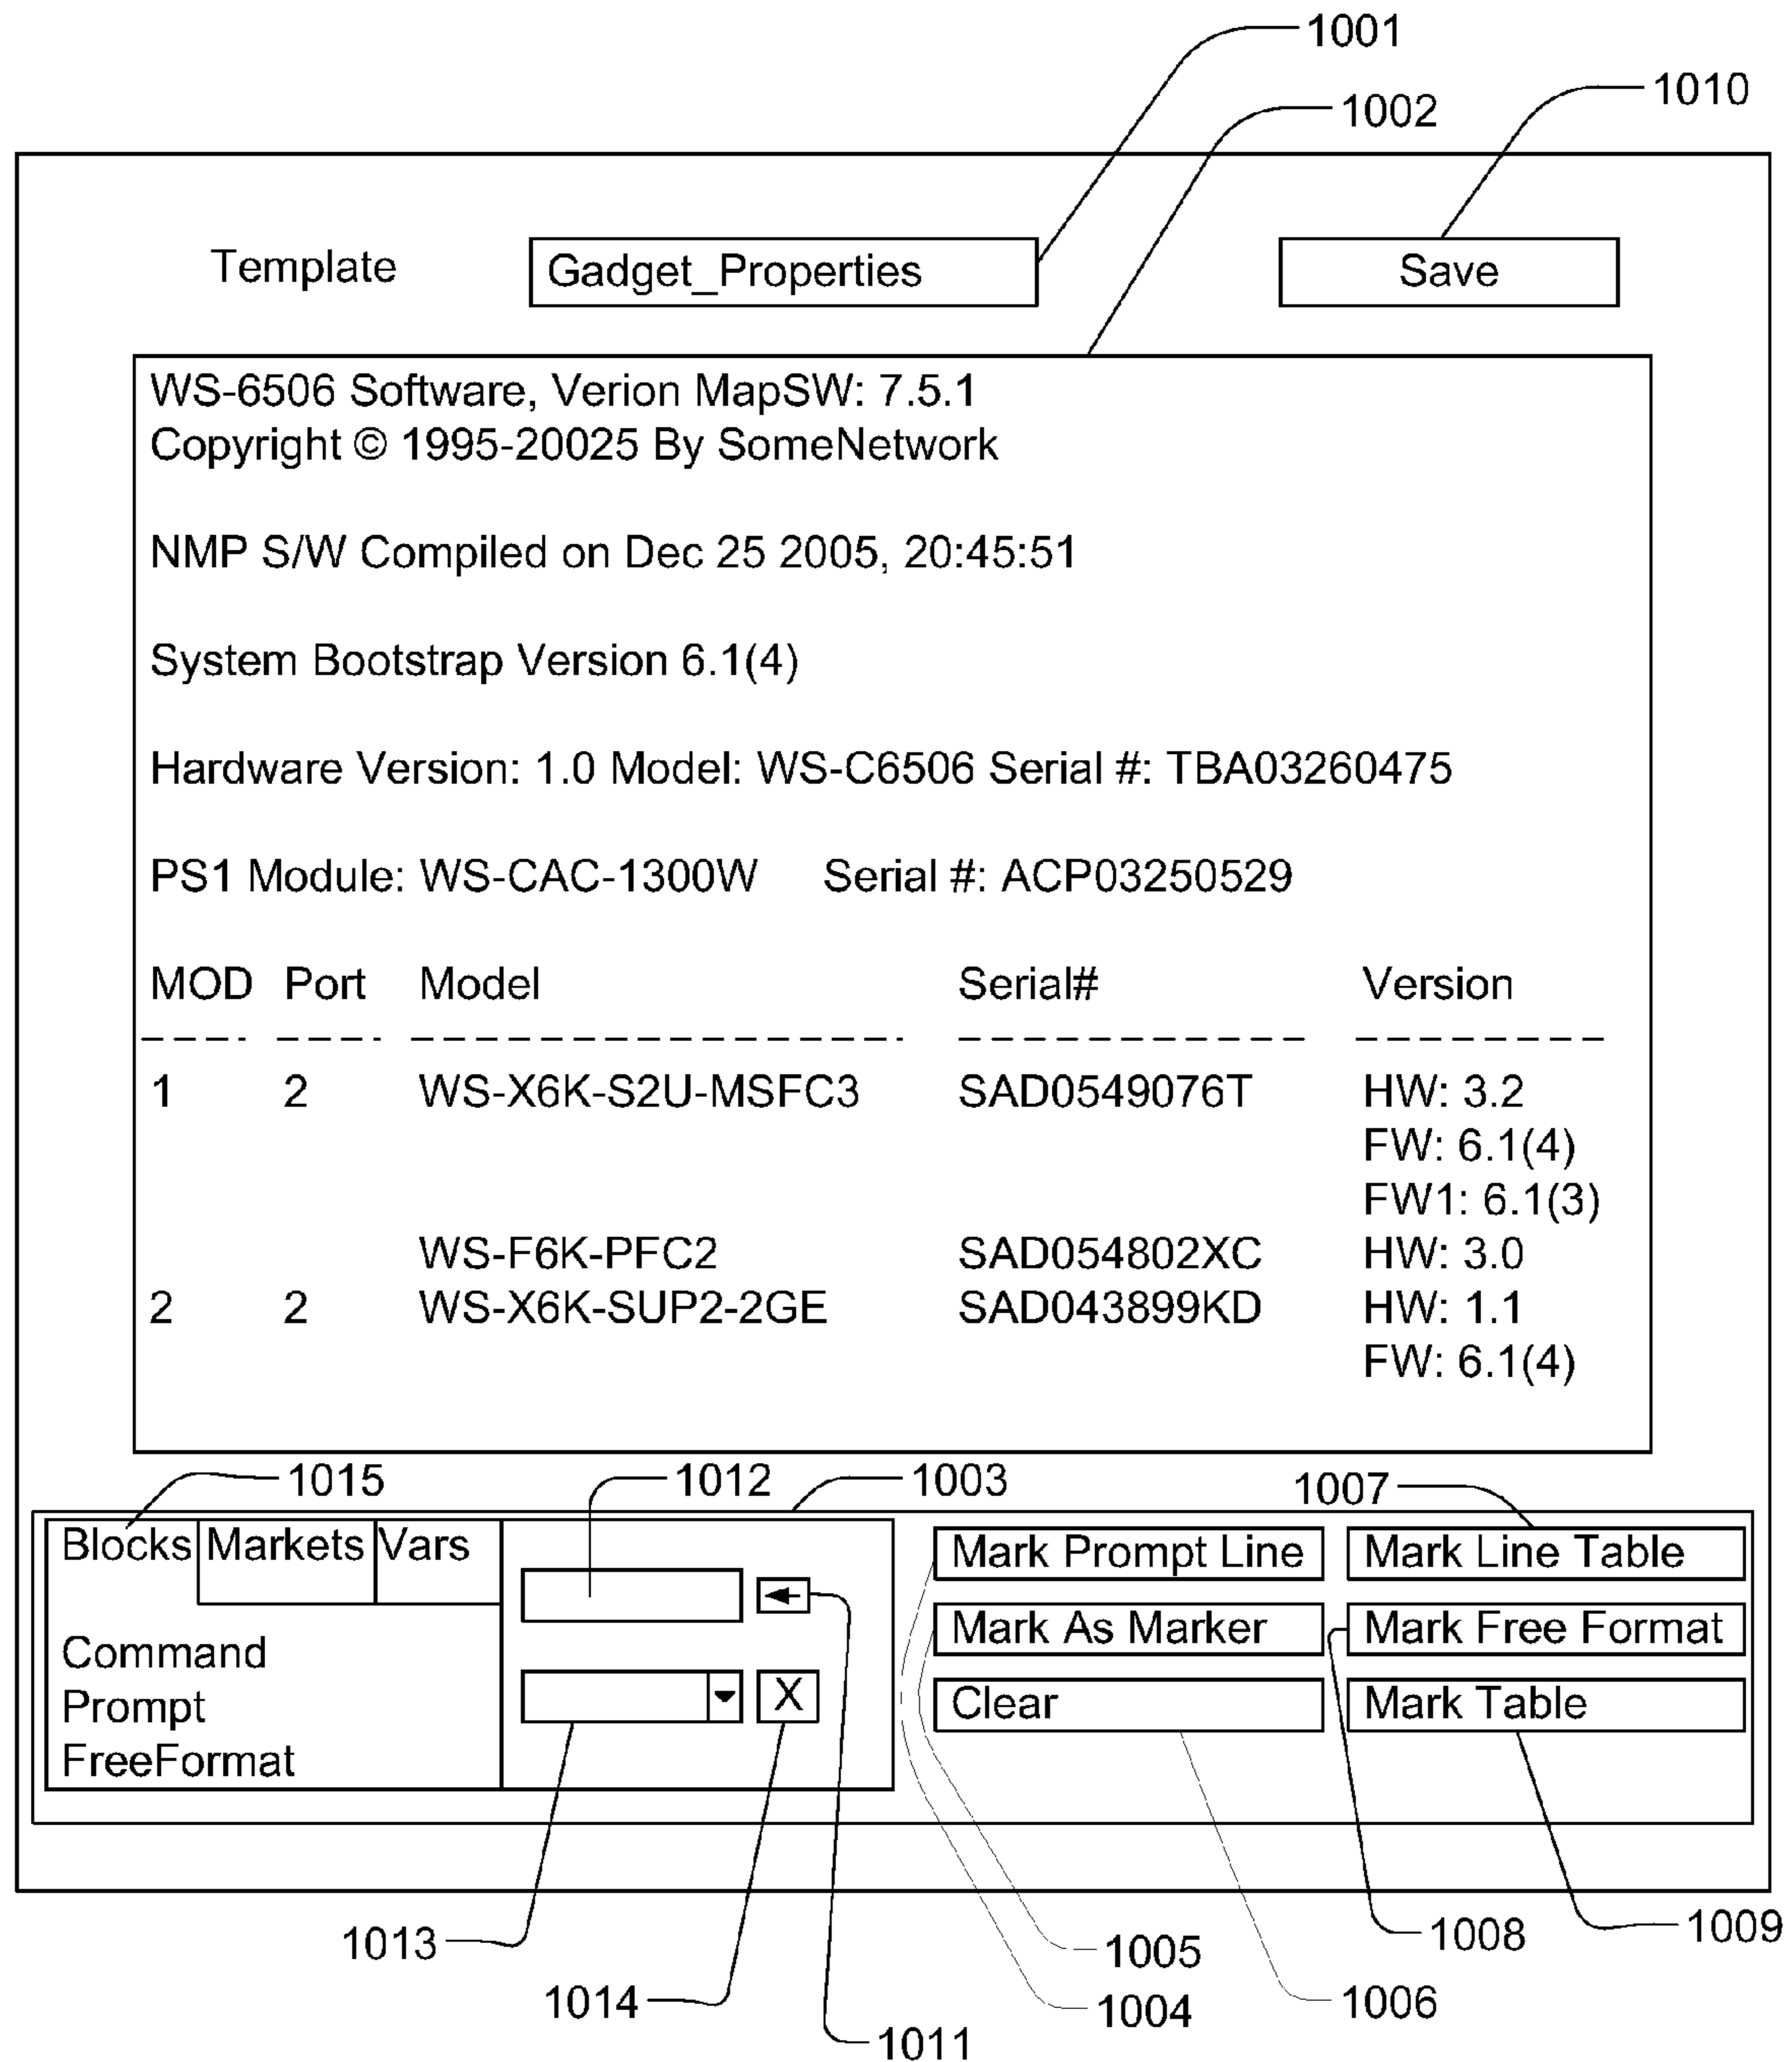 1001
1010
1002
Template Gadget_Properties Save
WS-6506 Software, Verion MapSW: 7.5.1
Copyright © 1995-20025 By SomeNetwork
NMP S/W Compiled on Dec 25 2005, 20:45:51
System Bootstrap Version 6.1(4)
Hardware Version: 1.0 Model: WS-C6506 Serial #: TBA03260475
PS1 Module: WS-CAC-1300W Serial #: ACP03250529
MOD Port Model Serial# Version
1 2 WS-X6K-S2U-MSFC3 SAD0549076T HW: 3.2
FW: 6.1(4)
FW1: 6.1(3)
WS-F6K-PFC2 SAD054802XC HW: 3.0
2 2 WS-X6K-SUP2-2GE SAD043899KD HW: 1.1
FW: 6.1(4)
1015 1012 1003 1007
Blocks Markets Vars
Command
Prompt
FreeFormat
X
Mark Prompt Line Mark Line Table
Mark As Marker Mark Free Format
Clear Mark Table
1013 1005 1008 1009
1014 1004 1006
1011